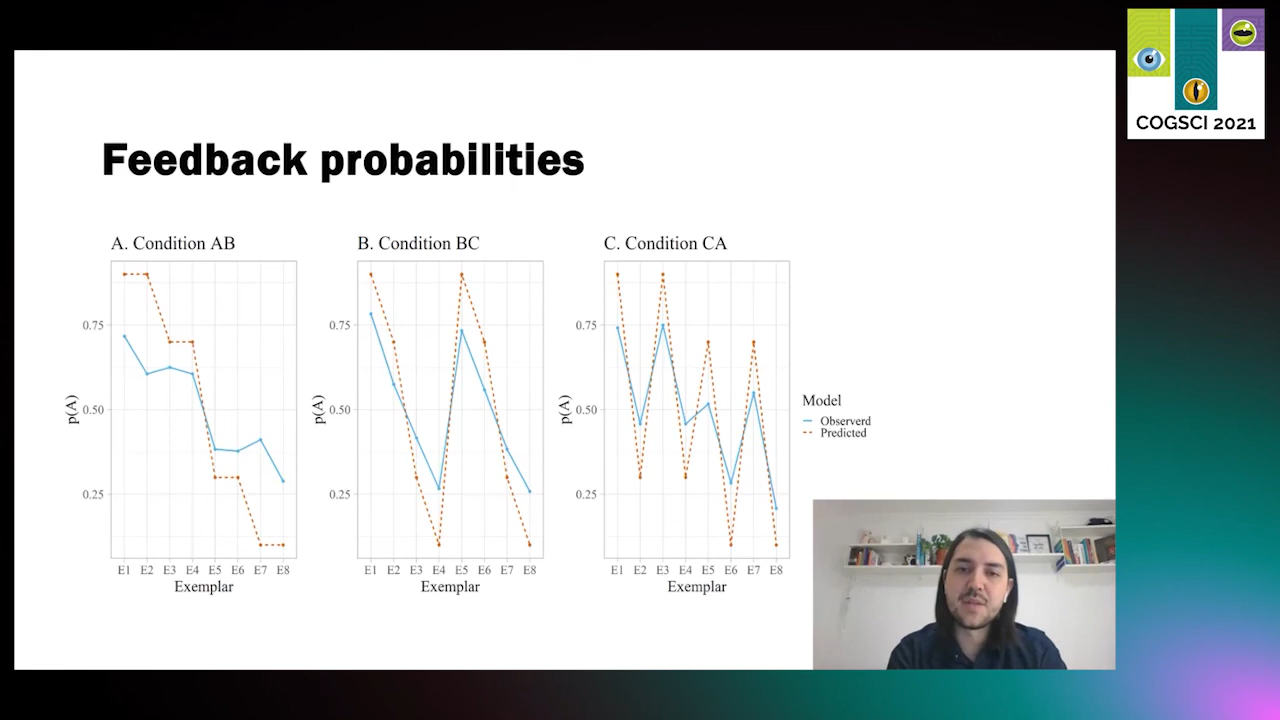 COGSCI 2021
Feedback probabilities
A. Condition AB
B. Condition BC
C. Condition CA
p(A)
0.75
0.50
0.25
E1 E2 E3 E4 E5 E6 E7 E8
Exemplar
p(A)
0.75
0.50
0.25
E1 E2 E3 E4 E5 E6 E7 E8
Exemplar
p(A)
0.75
0.50
0.25
E1 E2 E3 E4 E5 E6 E7 E8
Exemplar
Model
Observerd
Predicted